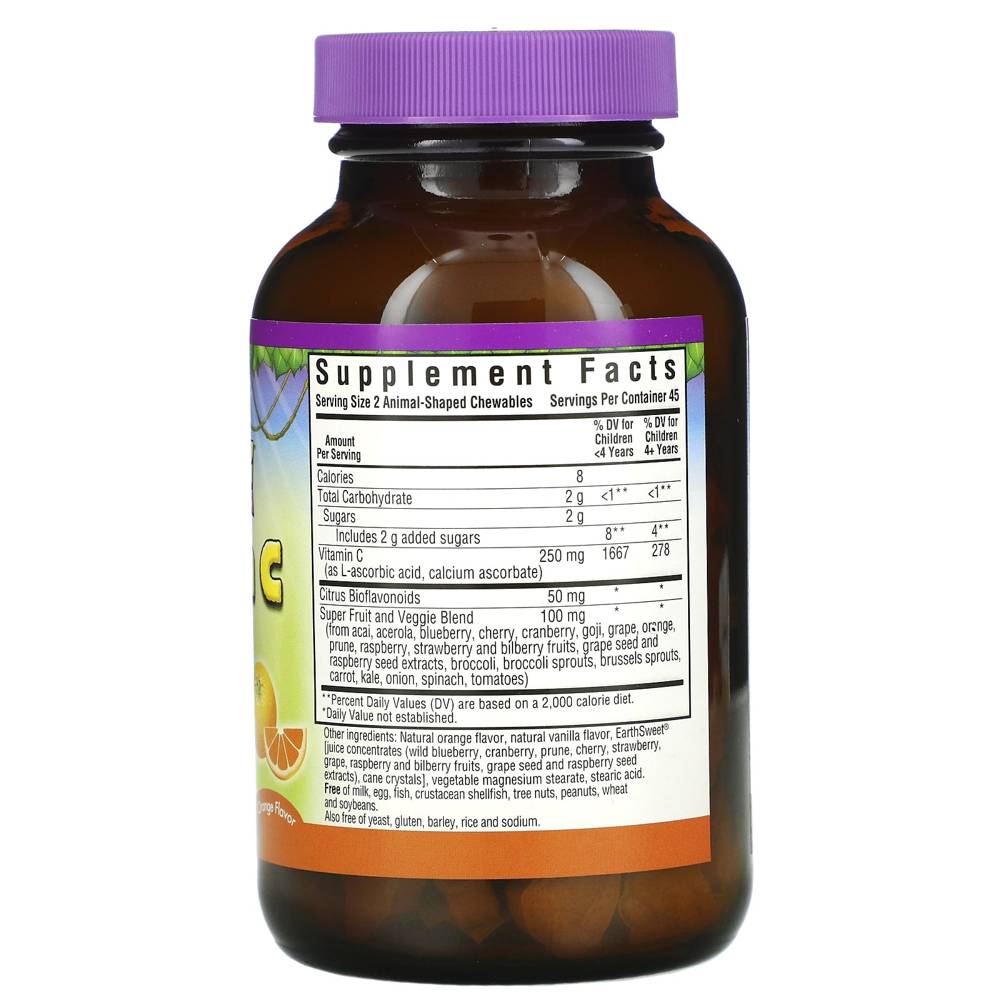 Supplement Facts
Serving Size 2 Animal-Shaped Chewables Servings Per Container 45
Amount Per Serving % DV for Children <4 Years % DV for Children 4+ Years
Calories 8
Total Carbohydrate 2 g <1** <1**
Sugars 2 g
Includes 2 g added sugars 8** 4**
Vitamin C 250 mg 1667 278
(as L-ascorbic acid, calcium ascorbate)
Citrus Bioflavonoids 50 mg * *
Super Fruit and Veggie Blend 100 mg * *
(from acai, acerola, blueberry, cherry, cranberry, goji, grape, orange,
prune, raspberry, strawberry and bilberry fruits, grape seed and
raspberry seed extracts, broccoli, broccoli sprouts, brussels sprouts,
carrot, kale, onion, spinach, tomatoes)
**Percent Daily Values (DV) are based on a 2,000 calorie diet.
*Daily Value not established.
Other ingredients: Natural orange flavor, natural vanilla flavor, EarthSweet®
[juice concentrates (wild blueberry, cranberry, prune, cherry, strawberry,
grape, raspberry and bilberry fruits, grape seed and raspberry seed
extracts), cane crystals], vegetable magnesium stearate, stearic acid.
Free of milk, egg, fish, crustacean shellfish, tree nuts, peanuts, wheat
and soybeans.
Also free of yeast, gluten, barley, rice and sodium.
C
Orange Flavor